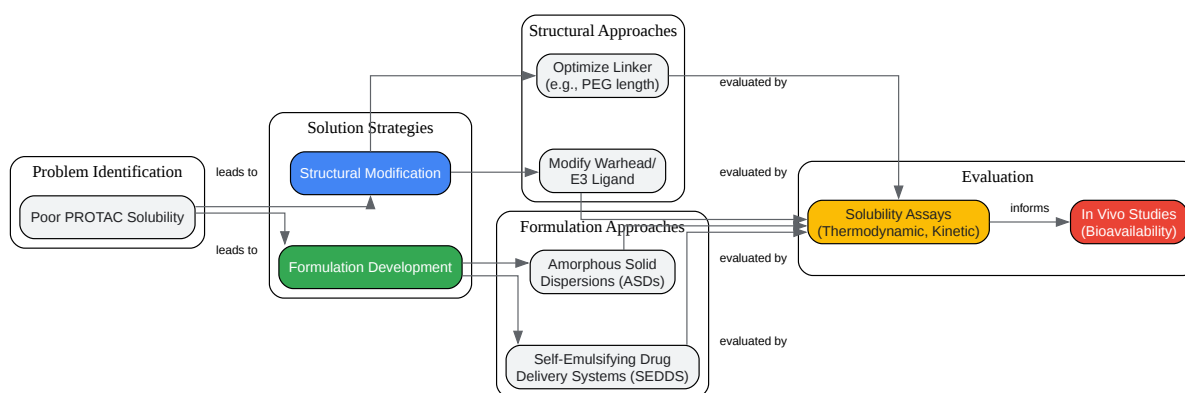 Problem Identification
Poor PROTAC Solubility
leads to
leads to
Solution Strategies
Structural Modification
Formulation Development
Structural Approaches
Optimize Linker
(e.g., PEG length)
Modify Warhead/
E3 Ligand
Formulation Approaches
Amorphous Solid
Dispersions (ASDs)
Self-Emulsifying Drug
Delivery Systems (SEDDS)
evaluated by
evaluated by
evaluated by
evaluated by
Evaluation
Solubility Assays
(Thermodynamic, Kinetic)
informs
In Vivo Studies
(Bioavailability)